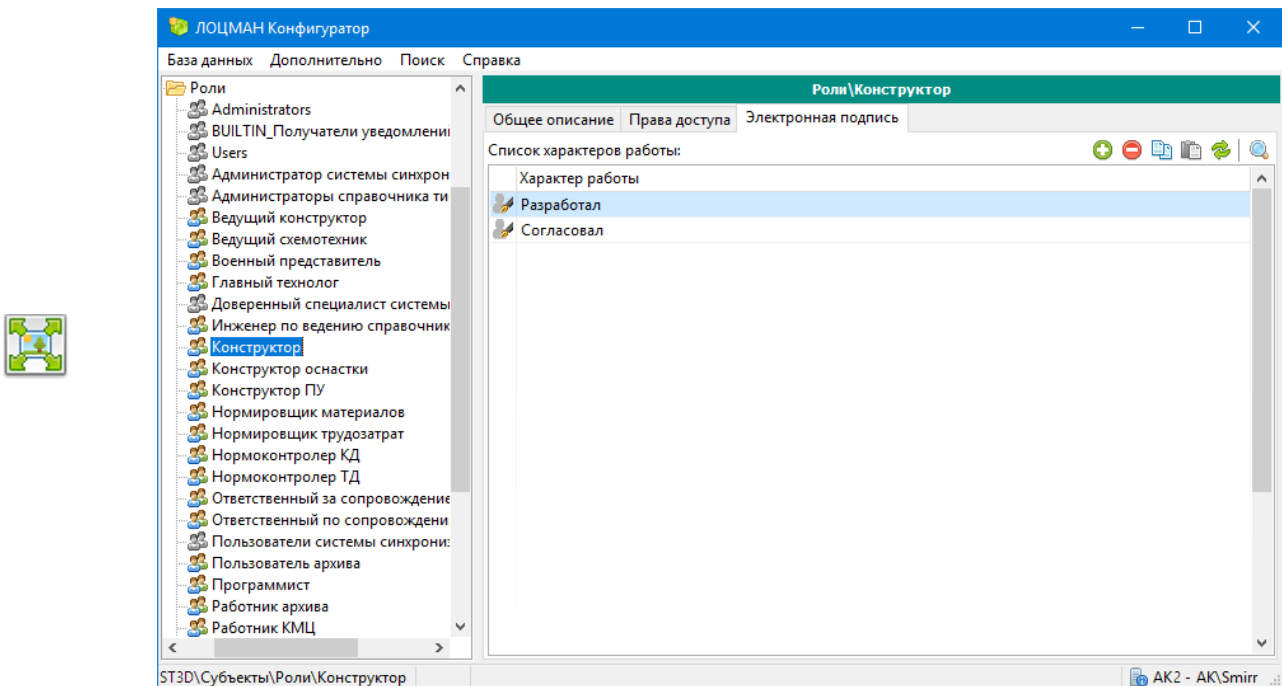 ЛОЦМАН Конфигуратор
База данных Дополнительно Поиск Справка
Роли
Administrators
BUILTIN_Получатели уведомлени
Users
Администратор системы синхрон
Администраторы справочника ти
Ведущий конструктор
Ведущий схемотехник
Военный представитель
Главный технолог
Доверенный специалист системы
Инженер по ведению справочник
Конструктор
Конструктор оснастки
Конструктор ПУ
Нормировщик материалов
Нормировщик трудозатрат
Нормоконтролер КД
Нормоконтролер ТД
Ответственный за сопровождение
Ответственный по сопровождени
Пользователи системы синхрониз
Пользователь архива
Программист
Работник архива
Работник КМЦ
Роли\Конструктор
Общее описание Права доступа Электронная подпись
Список характеров работы:
Характер работы
Разработал
Согласовал
ST3D\Субъекты\Роли\Конструктор
AK2 - AK\Smirr